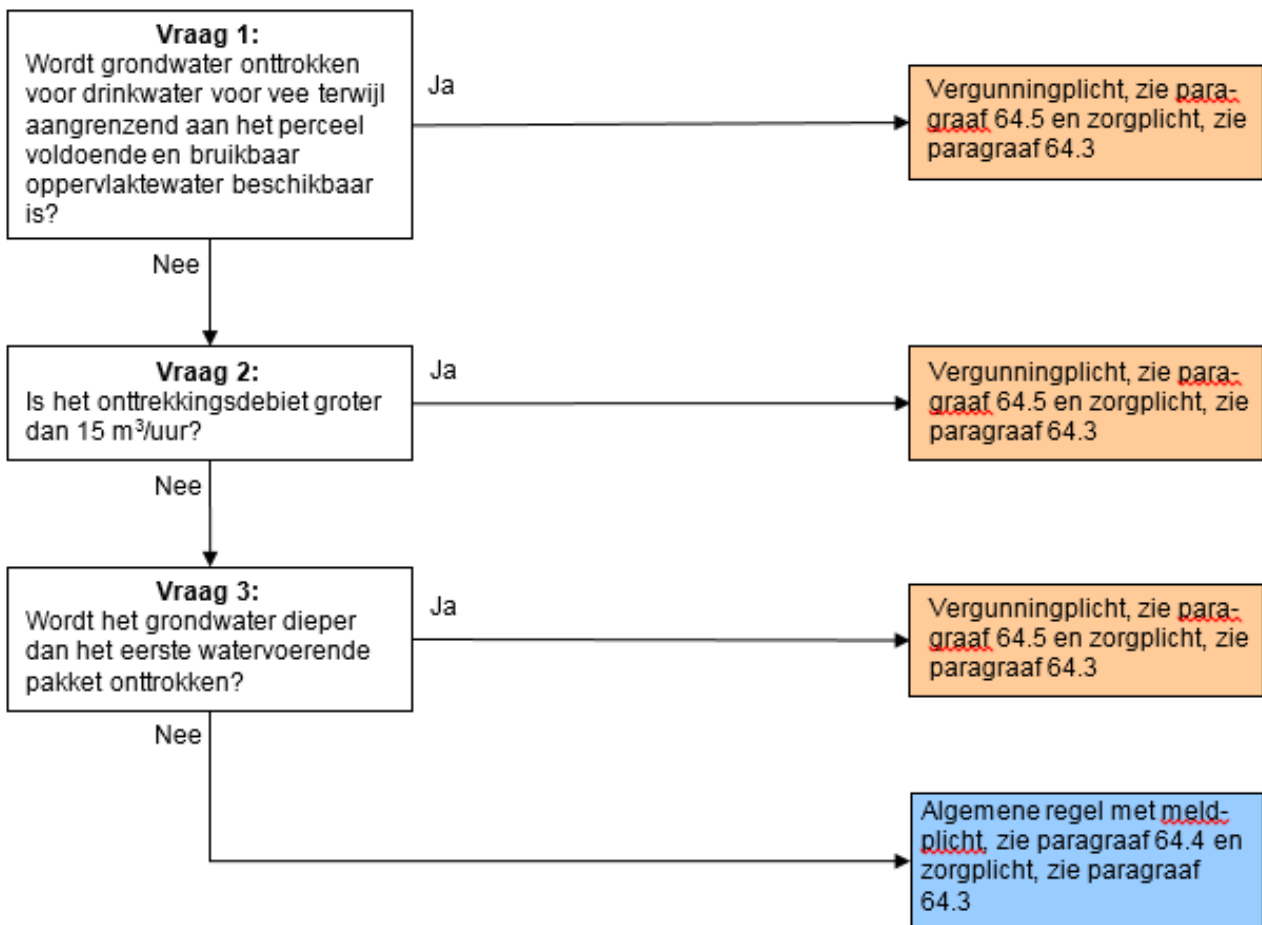 Vraag 1:
Wordt grondwater onttrokken
voor drinkwater voor vee terwijl
aangrenzend aan het perceel
voldoende en bruikbaar
oppervlaktewater beschikbaar
is?
Ja
Vergunningplicht, zie para-
graaf 64.5 en zorgplicht, zie
paragraaf 64.3
Nee
Vraag 2:
Is het onttrekkingsdebiet groter
dan 15 m³/uur?
Ja
Vergunningplicht, zie para-
graaf 64.5 en zorgplicht, zie
paragraaf 64.3
Nee
Vraag 3:
Wordt het grondwater dieper
dan het eerste watervoerende
pakket onttrokken?
Ja
Vergunningplicht, zie para-
graaf 64.5 en zorgplicht, zie
paragraaf 64.3
Nee
Algemene regel met meld-
plicht, zie paragraaf 64.4 en
zorgplicht, zie paragraaf
64.3